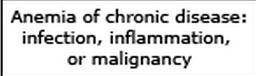 Anemia of chronic disease:
infection, inflammation,
or malignancy